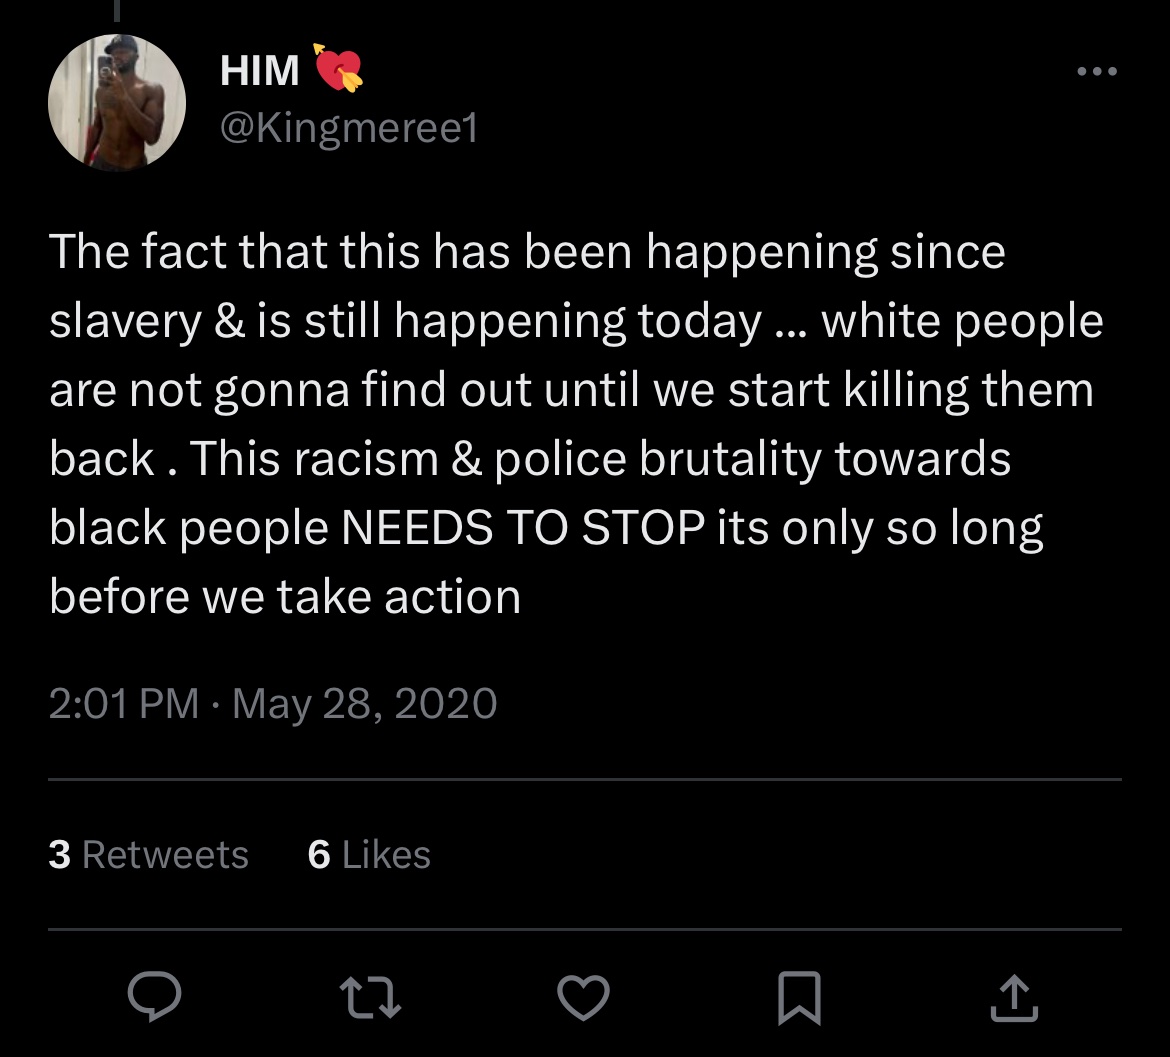 HIM 💘
@Kingmeree1
The fact that this has been happening since
slavery & is still happening today ... white people
are not gonna find out until we start killing them
back . This racism & police brutality towards
black people NEEDS TO STOP its only so long
before we take action
2:01 PM · May 28, 2020
3 Retweets 6 Likes